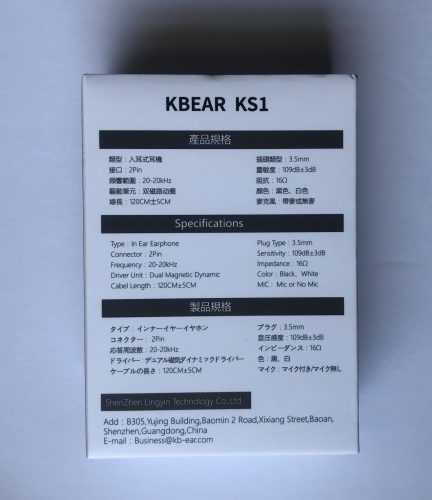 KBEAR KS1
產品規格
類型：入耳式耳機
接口：2Pin
頻響範圍：20-20kHz
驅動單元：双磁路动圈
線長：120CM±5CM
插頭類型：3.5mm
靈敏度：109dB±3dB
阻抗：16Ω
顏色：黑色、白色
麥克風：帶麥或無麥
Specifications
Type : In Ear Earphone
Connector : 2Pin
Frequency : 20-20kHz
Driver Unit : Dual Magnetic Dynamic
Cabel Length : 120CM±5CM
Plug Type : 3.5mm
Sensitivity : 109dB±3dB
Impedance : 16Ω
Color : Black、White
MIC : Mic or No Mic
製品規格
タイプ：インナーイヤーイヤホン
コネクター：2Pin
応答周波数：20-20kHz
ドライバー：デュアル磁気ダイナミックドライバー
ケーブルの長さ：120CM±5CM
プラグ：3.5mm
音圧感度：109dB±3dB
インピーダンス：16Ω
色：黒、白
マイク：マイク付き/マイク無し
ShenZhen Lingyin Technology Co.,Ltd
Add : B305,Yujing Building,Baomin 2 Road,Xixiang Street,Baoan,
Shenzhen,Guangdong,China
E-mail : Business@kb-ear.com